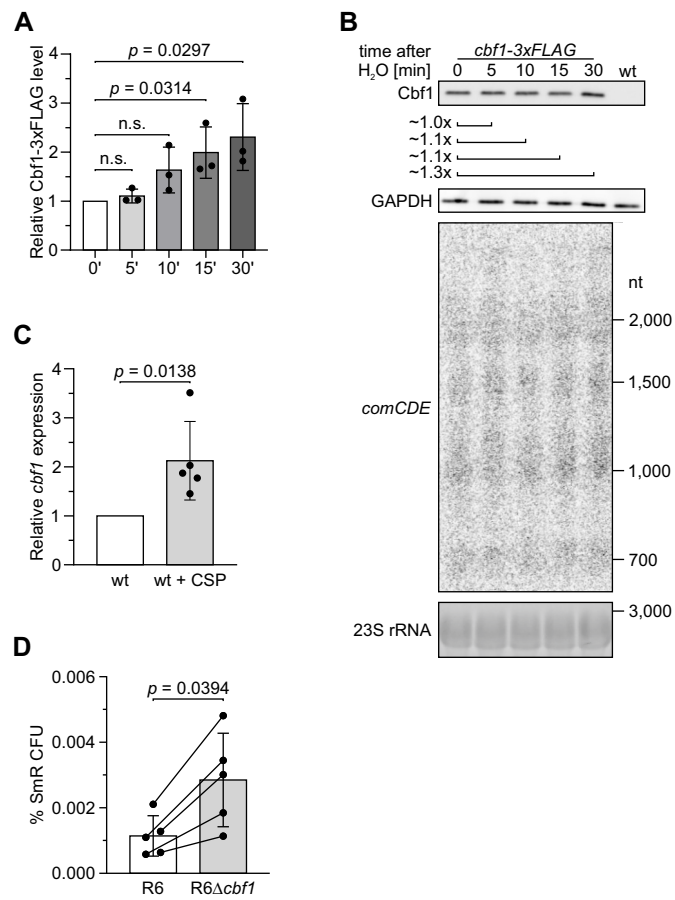 A
Relative Cbf1-3xFLAG level
p = 0.0297
p = 0.0314
n.s.
n.s.
4
3
2
1
0
0' 5' 10' 15' 30'
B
time after cbf1-3xFLAG
H₂O [min] 0 5 10 15 30 wt
Cbf1
~1.0x
~1.1x
~1.1x
~1.3x
GAPDH
nt
2,000
1,500
comCDE
1,000
700
3,000
23S rRNA
C
Relative cbf1 expression
p = 0.0138
4
3
2
1
0
wt wt + CSP
D
% SmR CFU
p = 0.0394
0.006
0.004
0.002
0.000
R6 R6Δcbf1